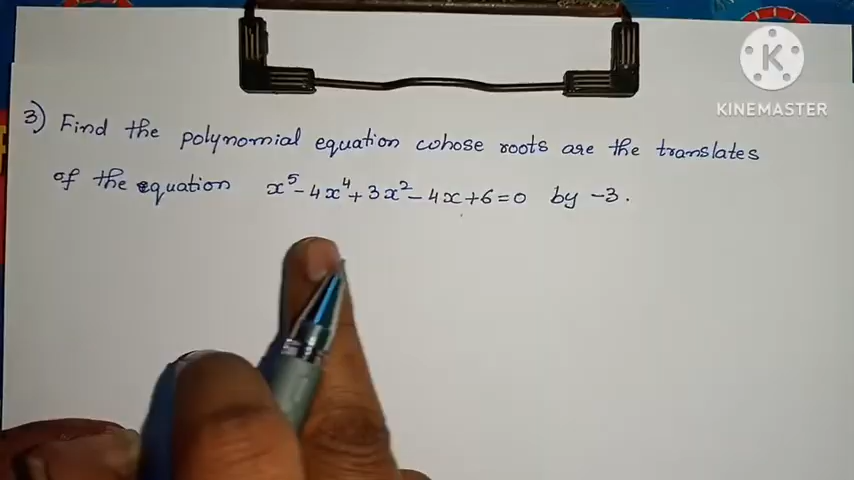 K
KINEMASTER
3) Find the polynomial equation whose roots are the translates
of the equation x⁵-4x⁴+3x²-4x+6=0 by -3.